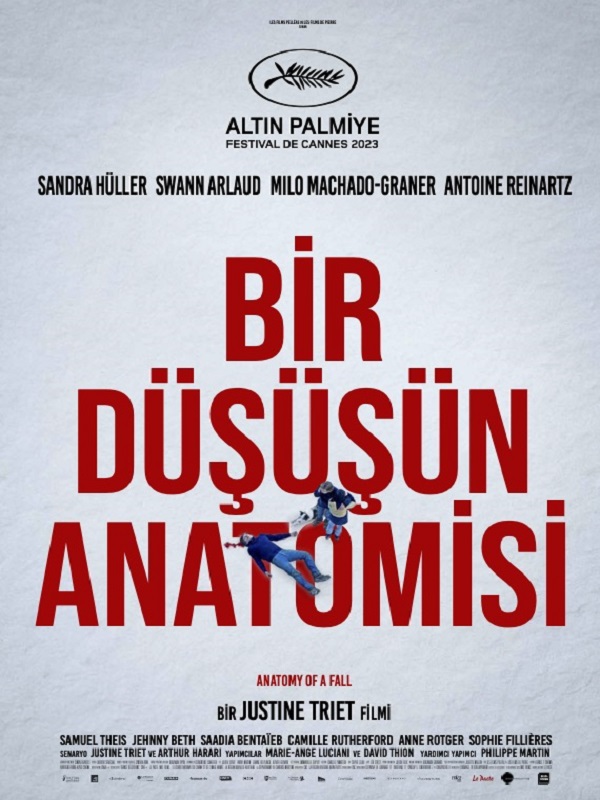 ALTIN PALMİYE
FESTIVAL DE CANNES 2023
SANDRA HÜLLER SWANN ARLAUD MILO MACHADO-GRANER ANTOINE REINARTZ
BİR
DÜŞÜŞÜN
ANATOMİSİ
ANATOMY OF A FALL
BİR JUSTINE TRIET FİLMİ
SAMUEL THEIS JEHNNY BETH SAADIA BENTAÏEB CAMILLE RUTHERFORD ANNE ROTGER SOPHIE FILLIÈRES
SENARYO JUSTINE TRIET VE ARTHUR HARARI YAPIMCILAR MARIE-ANGE LUCIANI VE DAVID THION YARDIMCI YAPIMCI PHILIPPE MARTIN